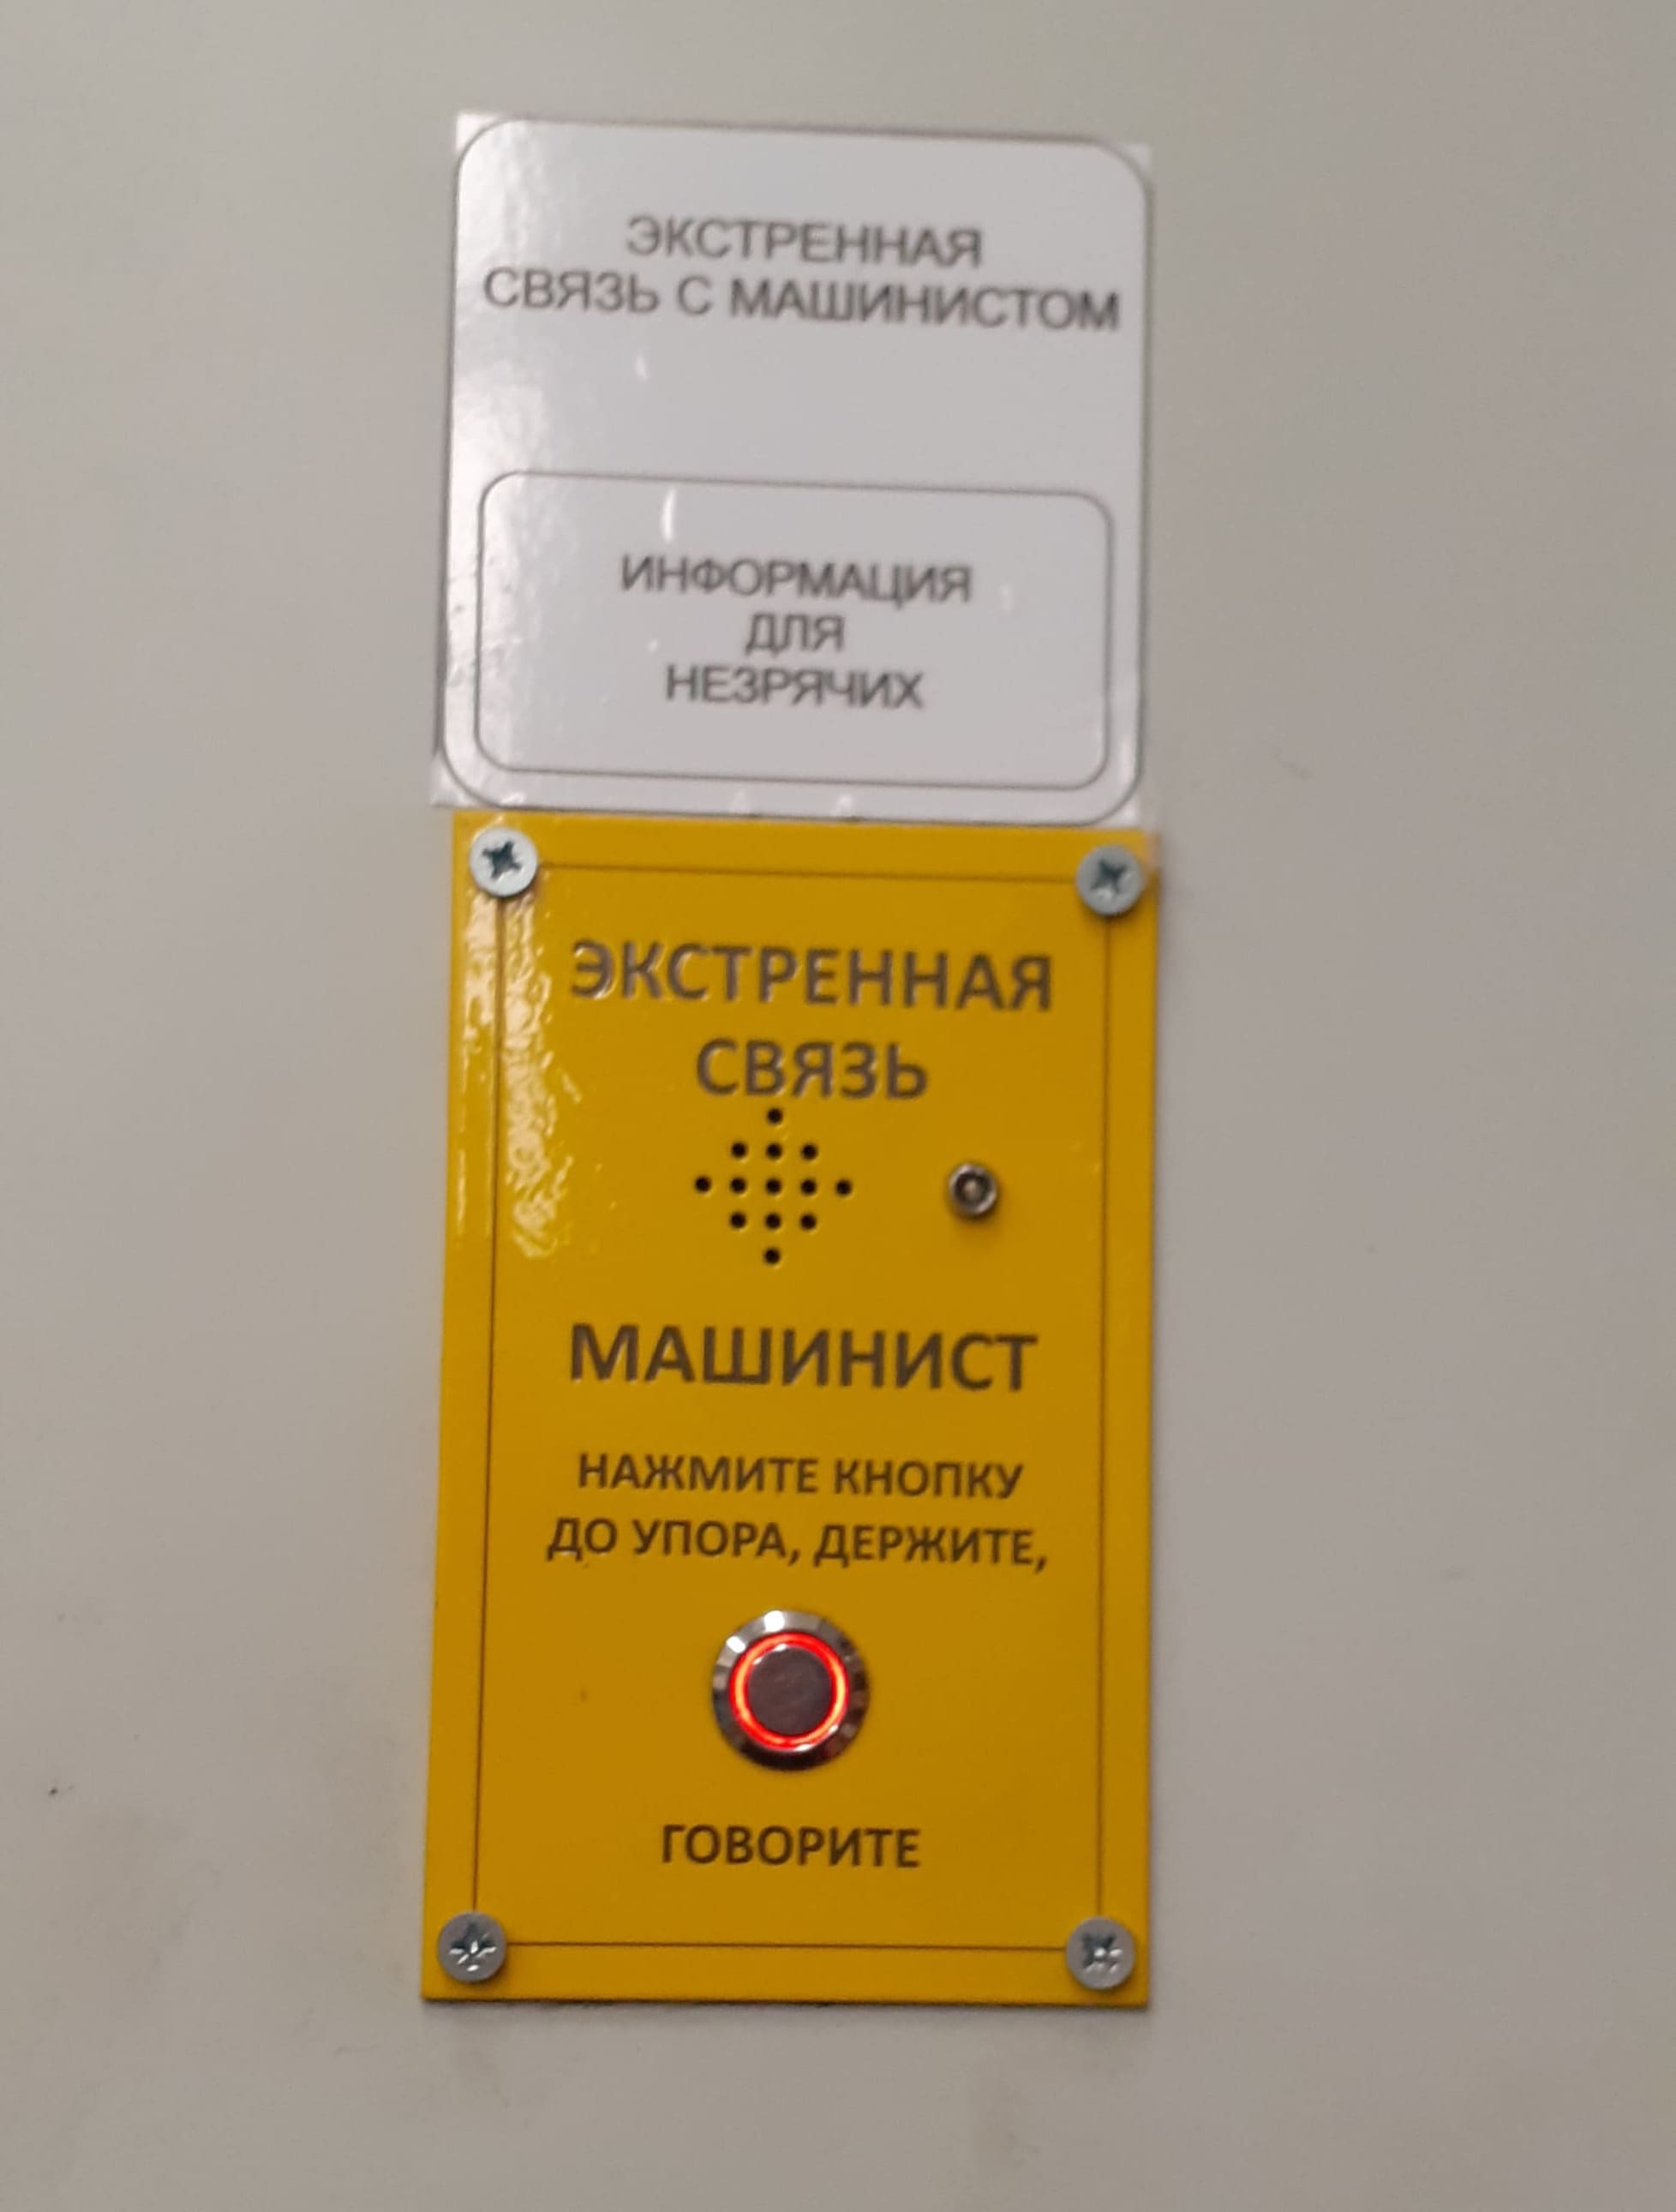 ЭКСТРЕННАЯ
СВЯЗЬ С МАШИНИСТОМ
ИНФОРМАЦИЯ
ДЛЯ
НЕЗРЯЧИХ
ЭКСТРЕННАЯ
СВЯЗЬ
МАШИНИСТ
НАЖМИТЕ КНОПКУ
ДО УПОРА, ДЕРЖИТЕ,
ГОВОРИТЕ